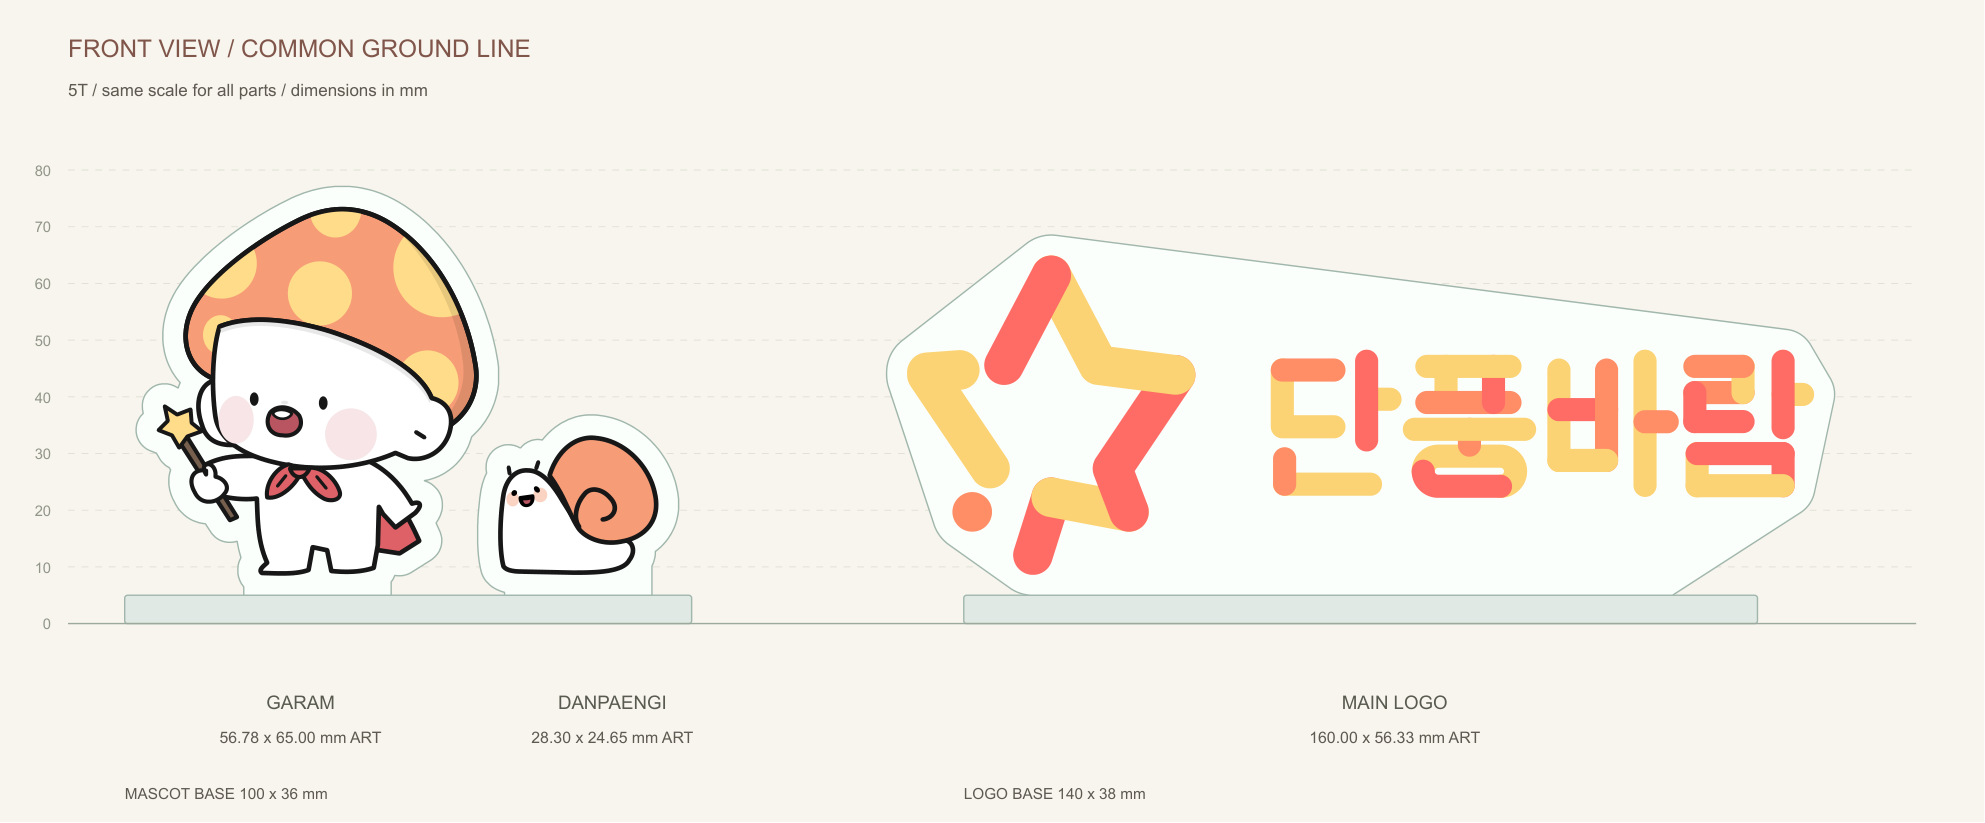 FRONT VIEW / COMMON GROUND LINE
5T / same scale for all parts / dimensions in mm
80
70
60
50
40
30
20
10
0
단풍바람
GARAM
DANPAENGI
MAIN LOGO
56.78 x 65.00 mm ART
28.30 x 24.65 mm ART
160.00 x 56.33 mm ART
MASCOT BASE 100 x 36 mm
LOGO BASE 140 x 38 mm